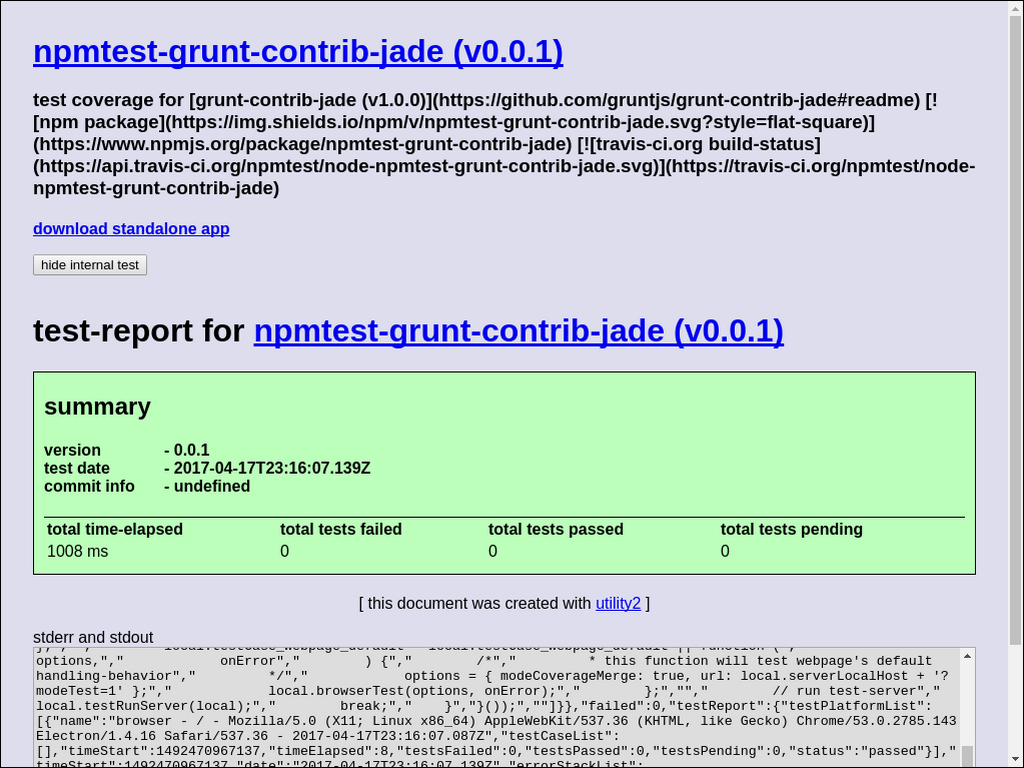 npmtest-grunt-contrib-jade (v0.0.1)
test coverage for [grunt-contrib-jade (v1.0.0)](https://github.com/gruntjs/grunt-contrib-jade#readme) [!
[npm package](https://img.shields.io/npm/v/npmtest-grunt-contrib-jade.svg?style=flat-square)]
(https://www.npmjs.org/package/npmtest-grunt-contrib-jade) [![travis-ci.org build-status]
(https://api.travis-ci.org/npmtest/node-npmtest-grunt-contrib-jade.svg)](https://travis-ci.org/npmtest/node-
npmtest-grunt-contrib-jade)
download standalone app
hide internal test
test-report for npmtest-grunt-contrib-jade (v0.0.1)
summary
version - 0.0.1
test date - 2017-04-17T23:16:07.139Z
commit info - undefined
total time-elapsed total tests failed total tests passed total tests pending
1008 ms 0 0 0
[ this document was created with utility2 ]
stderr and stdout
options,"," onError"," ) {"," /*"," * this function will test webpage's default
handling-behavior"," */"," options = { modeCoverageMerge: true, url: local.serverLocalHost + '?
modeTest=1' };"," local.browserTest(options, onError);"," };",""," // run test-server","
local.testRunServer(local);"," break;"," }","}());",""]}},"failed":0,"testReport":{"testPlatformList":
[{"name":"browser - / - Mozilla/5.0 (X11; Linux x86_64) AppleWebKit/537.36 (KHTML, like Gecko) Chrome/53.0.2785.143
Electron/1.4.16 Safari/537.36 - 2017-04-17T23:16:07.087Z","testCaseList":
[],"timeStart":1492470967137,"timeElapsed":8,"testsFailed":0,"testsPassed":0,"testsPending":0,"status":"passed"}],"
timeStart":1492470967137,"date":"2017-04-17T23:16:07.139Z","errorStackList":